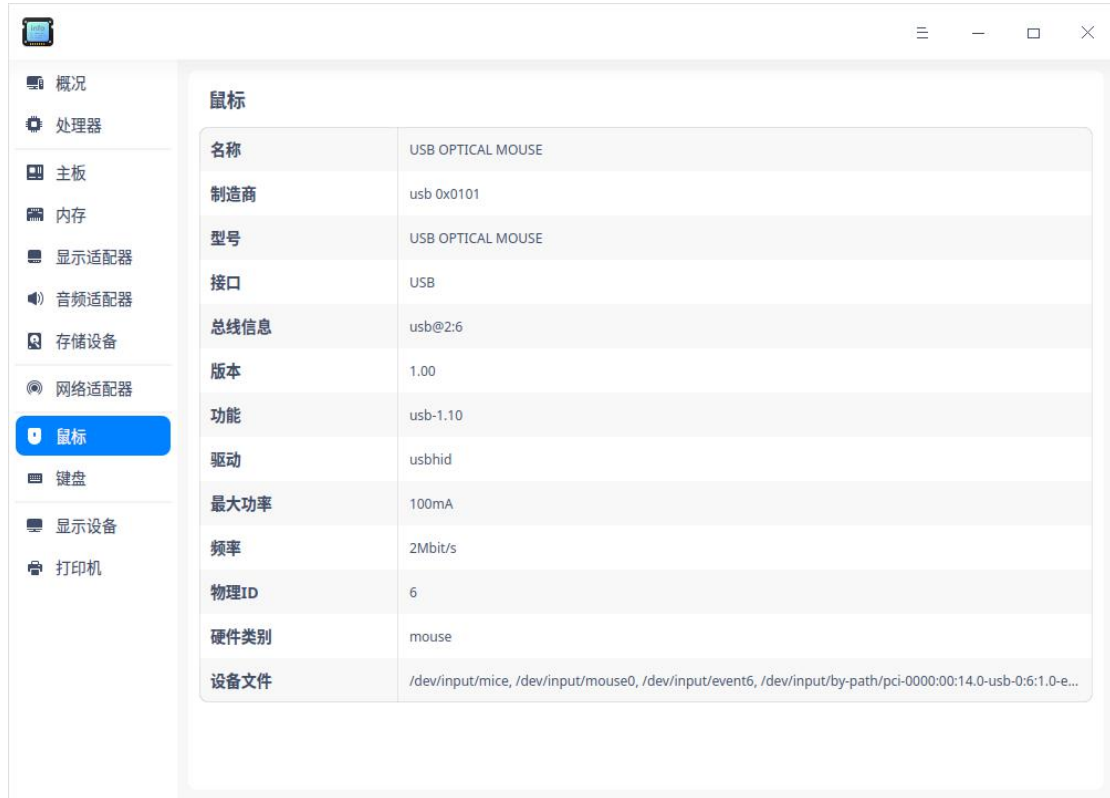 概况
处理器
主板
内存
显示适配器
音频适配器
存储设备
网络适配器
鼠标
键盘
显示设备
打印机
鼠标
名称 USB OPTICAL MOUSE
制造商 usb 0x0101
型号 USB OPTICAL MOUSE
接口 USB
总线信息 usb@2:6
版本 1.00
功能 usb-1.10
驱动 usbhid
最大功率 100mA
频率 2Mbit/s
物理ID 6
硬件类别 mouse
设备文件 /dev/input/mice, /dev/input/mouse0, /dev/input/event6, /dev/input/by-path/pci-0000:00:14.0-usb-0:6:1.0-e...